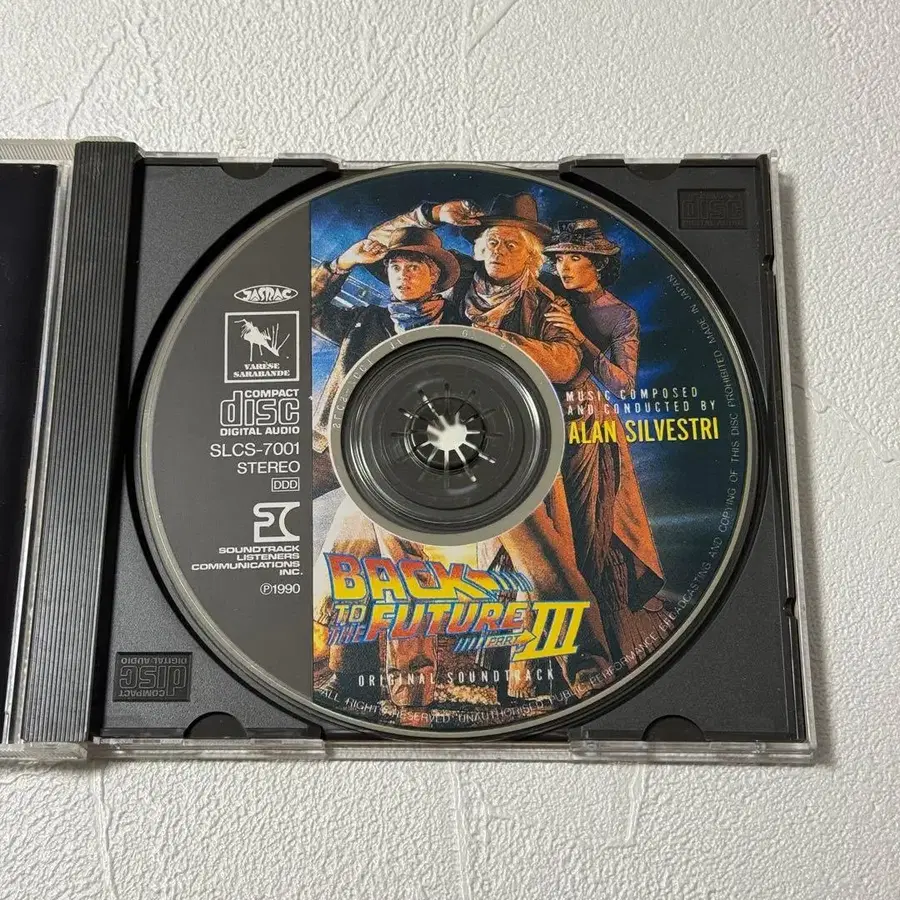 JASRAC
VARÈSE
SARABANDE
COMPACT
disc
DIGITAL AUDIO
SLCS-7001
STEREO
DDD
SOUNDTRACK
LISTENERS
COMMUNICATIONS
INC.
℗1990
MUSIC COMPOSED
AND CONDUCTED BY
ALAN SILVESTRI
BACK
TO
THE FUTURE
PART III
ORIGINAL SOUNDTRACK
ALL RIGHTS RESERVED. UNAUTHORISED PUBLIC PERFORMANCE BROADCASTING AND COPYING OF THIS DISC PROHIBITED MADE IN JAPAN
disc
COMPACT
disc
DIGITAL AUDIO